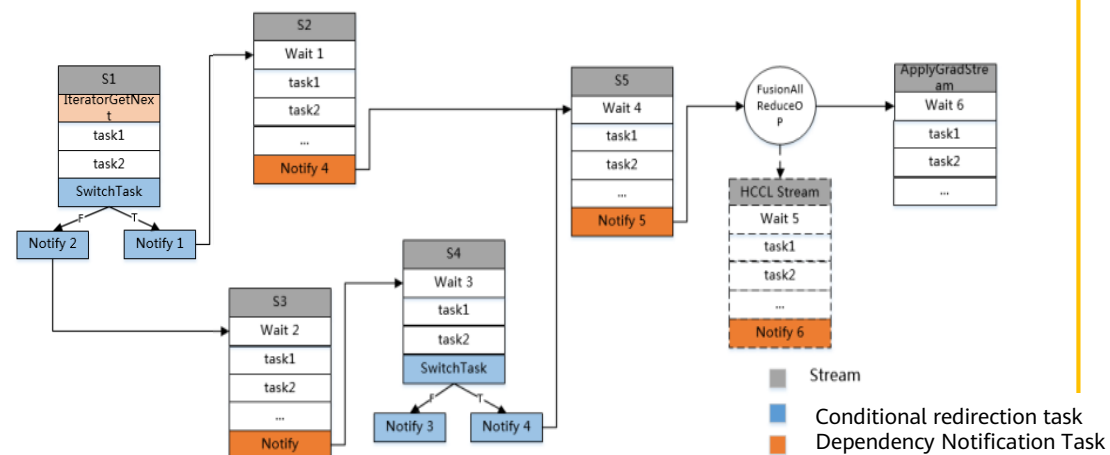 S1
IteratorGetNex
t
task1
task2
SwitchTask
F
T
Notify 2
Notify 1
S2
Wait 1
task1
task2
...
Notify 4
S3
Wait 2
task1
task2
...
Notify
S4
Wait 3
task1
task2
SwitchTask
F
T
Notify 3
Notify 4
S5
Wait 4
task1
task2
...
Notify 5
FusionAll
ReduceO
P
HCCL Stream
Wait 5
task1
task2
...
Notify 6
ApplyGradStre
am
Wait 6
task1
task2
...
Stream
Conditional redirection task
Dependency Notification Task